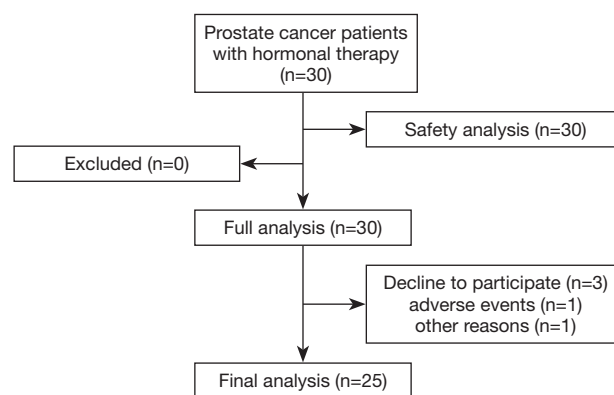 Prostate cancer patients
with hormonal therapy
(n=30)
Safety analysis (n=30)
Excluded (n=0)
Full analysis (n=30)
Decline to participate (n=3)
adverse events (n=1)
other reasons (n=1)
Final analysis (n=25)